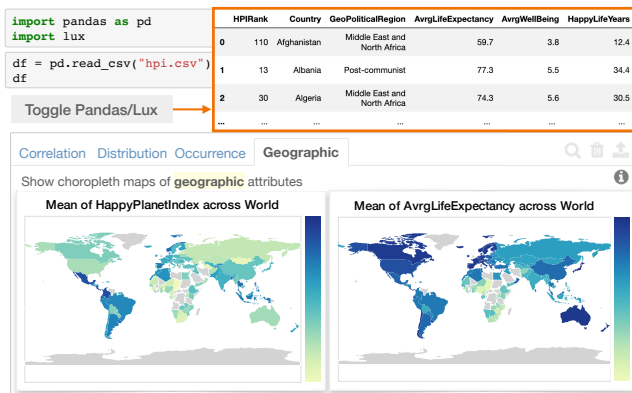 import pandas as pd
import lux
df = pd.read_csv("hpi.csv")
df
Toggle Pandas/Lux
HPIRank Country GeoPoliticalRegion AvrgLifeExpectancy AvrgWellBeing HappyLifeYears
0 110 Afghanistan Middle East and North Africa 59.7 3.8 12.4
1 13 Albania Post-communist 77.3 5.5 34.4
2 30 Algeria Middle East and North Africa 74.3 5.6 30.5
... ... ... ... ... ... ...
Correlation Distribution Occurrence Geographic
Show choropleth maps of geographic attributes
Mean of HappyPlanetIndex across World
Mean of AvrgLifeExpectancy across World